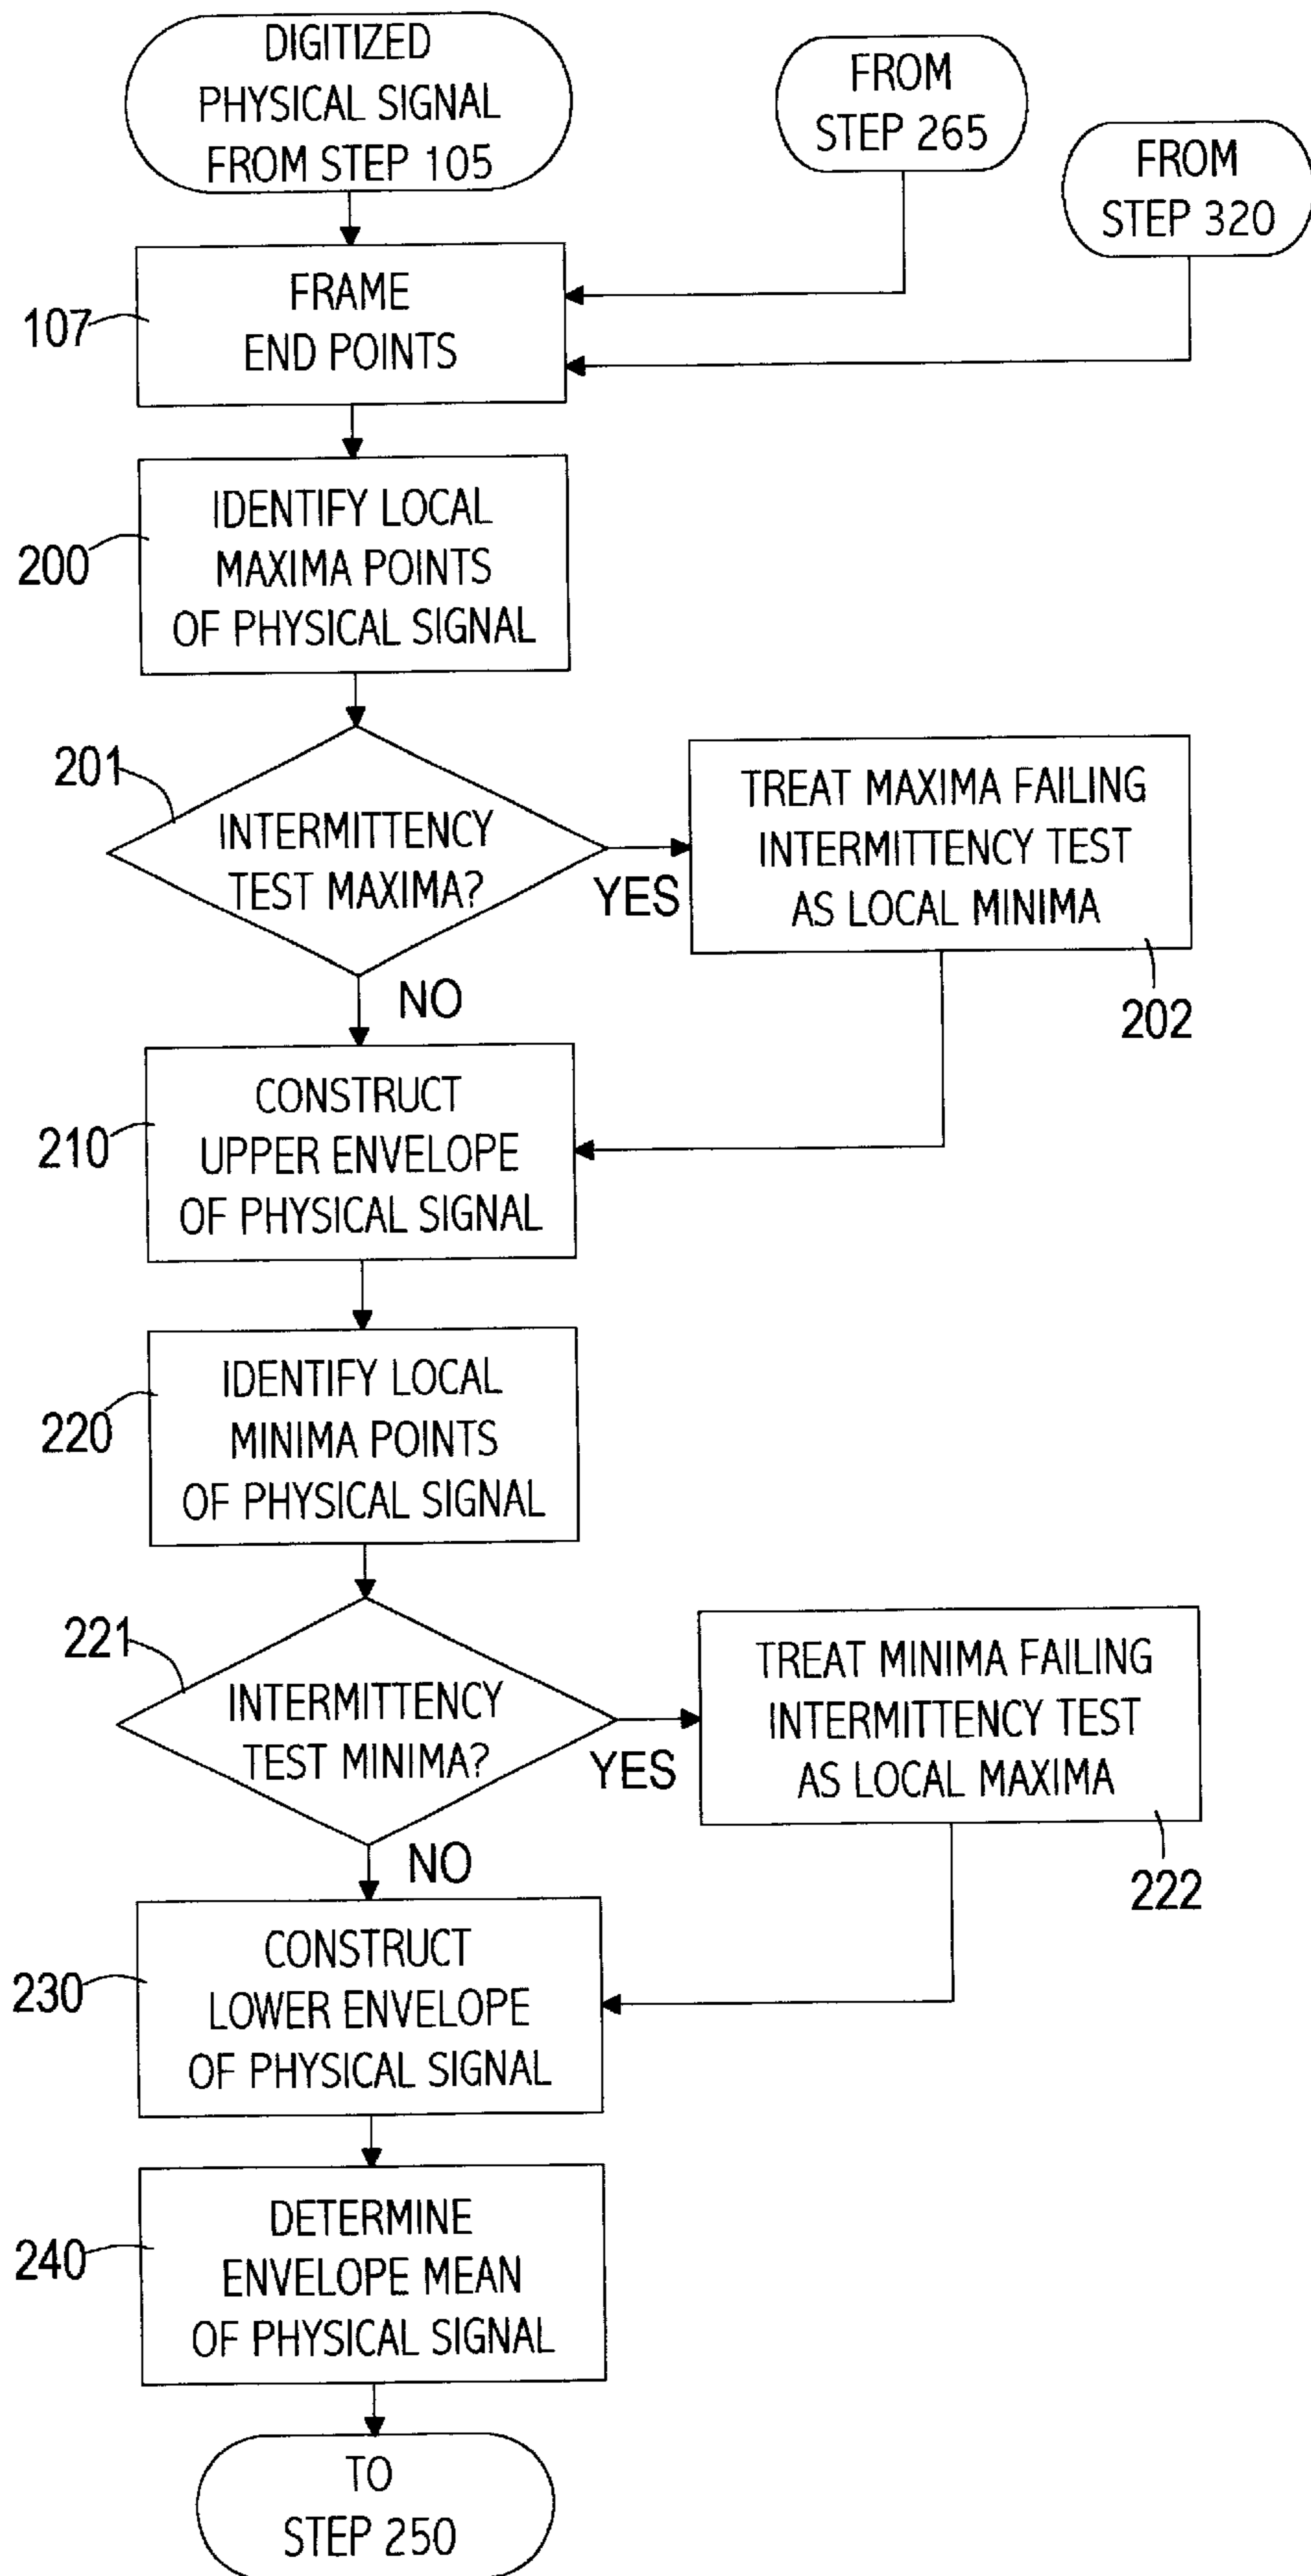 DIGITIZED
PHYSICAL SIGNAL
FROM STEP 105
FROM
STEP 265
FROM
STEP 320
107
FRAME
END POINTS
200
IDENTIFY LOCAL
MAXIMA POINTS
OF PHYSICAL SIGNAL
201
INTERMITTENCY
TEST MAXIMA?
YES
TREAT MAXIMA FAILING
INTERMITTENCY TEST
AS LOCAL MINIMA
202
NO
210
CONSTRUCT
UPPER ENVELOPE
OF PHYSICAL SIGNAL
220
IDENTIFY LOCAL
MINIMA POINTS
OF PHYSICAL SIGNAL
221
INTERMITTENCY
TEST MINIMA?
YES
TREAT MINIMA FAILING
INTERMITTENCY TEST
AS LOCAL MAXIMA
222
NO
230
CONSTRUCT
LOWER ENVELOPE
OF PHYSICAL SIGNAL
240
DETERMINE
ENVELOPE MEAN
OF PHYSICAL SIGNAL
TO
STEP 250